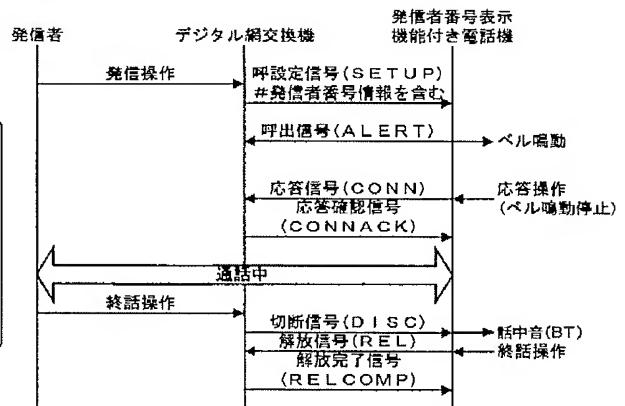 発信者
デジタル網交換機
発信者番号表示
機能付き電話機
発信操作
呼設定信号(SETUP)
#発信者番号情報を含む
呼出信号(ALERT)
ベル鳴動
応答信号(CONN)
応答操作
(ベル鳴動停止)
応答確認信号
(CONNACK)
通話中
終話操作
切断信号(DISC)
話中音(BT)
解放信号(REL)
終話操作
解放完了信号
(RELCOMP)